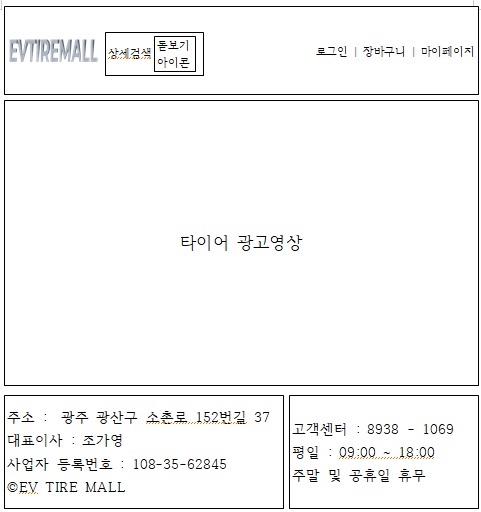 EVTIREMALL
상세검색
돋보기
아이콘
로그인 | 장바구니 | 마이페이지
타이어 광고영상
주소 : 광주 광산구 소촌로 152번길 37
대표이사 : 조가영
사업자 등록번호 : 108-35-62845
©EV TIRE MALL
고객센터 : 8938 - 1069
평일 : 09:00 ~ 18:00
주말 및 공휴일 휴무